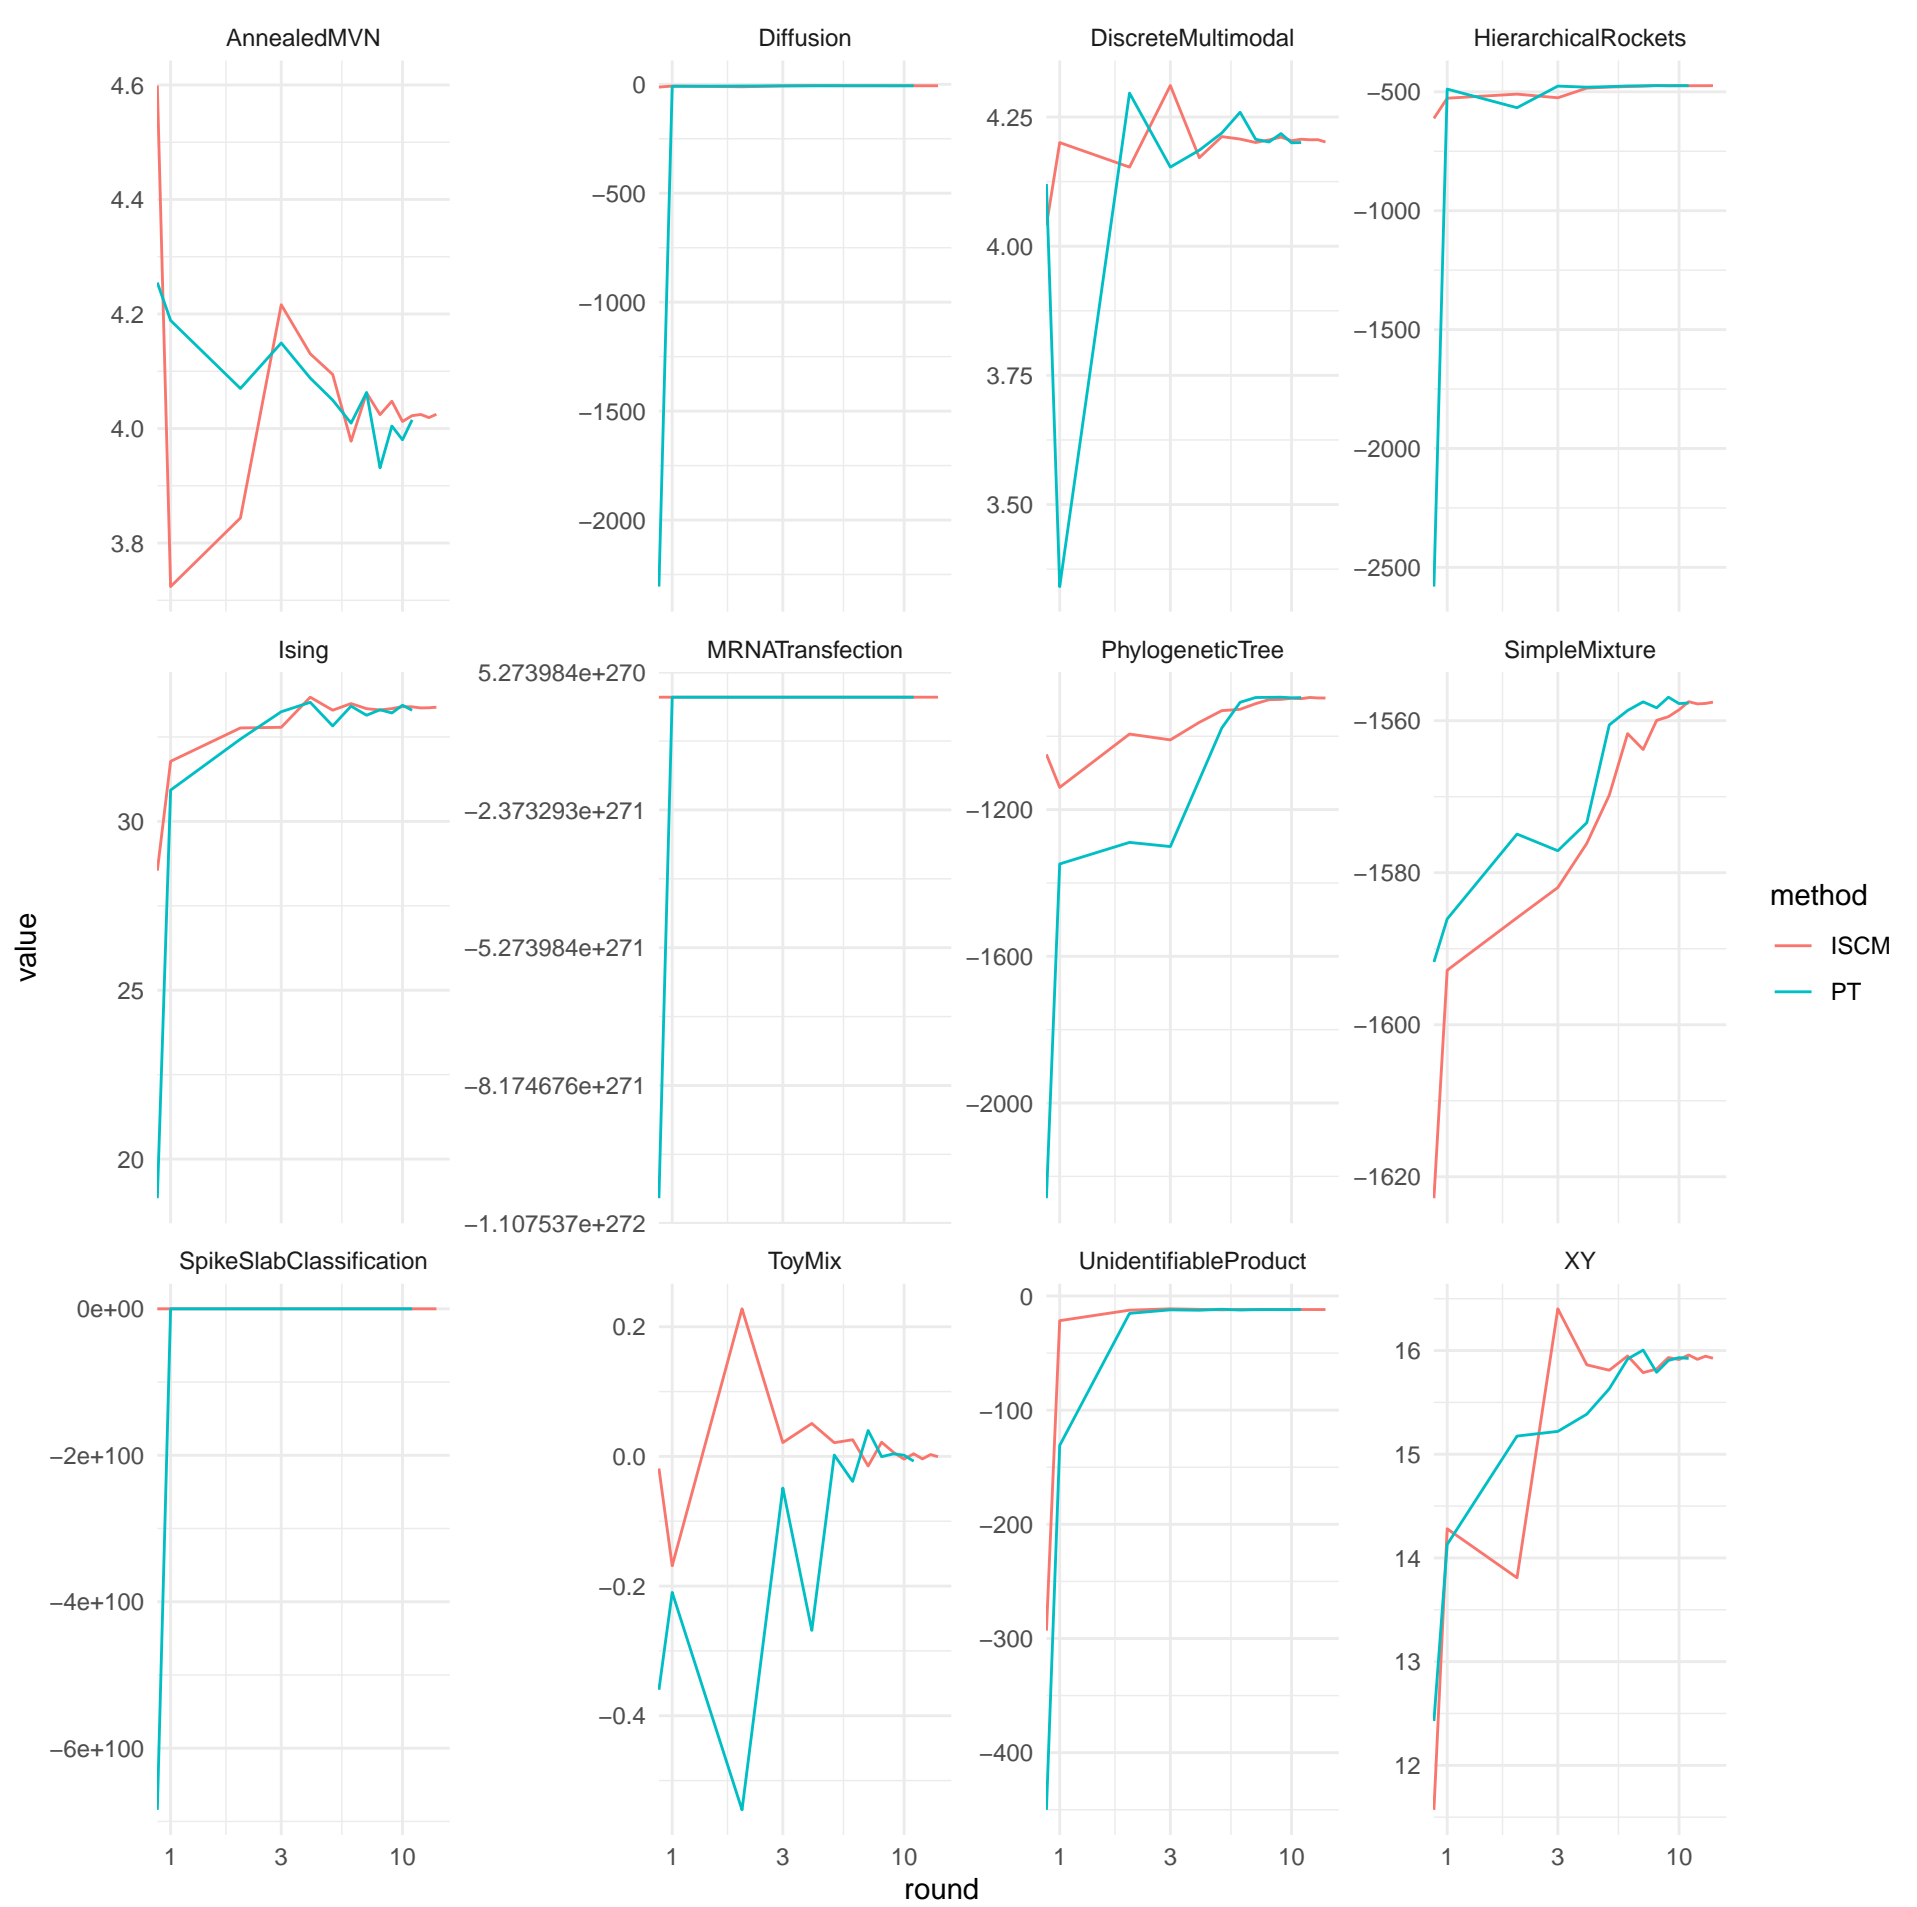 AnnealedMVN
Diffusion
DiscreteMultimodal
HierarchicalRockets
4.6
4.4
4.2
4.0
3.8
0
−500
−1000
−1500
−2000
4.25
4.00
3.75
3.50
−500
−1000
−1500
−2000
−2500
Ising
MRNATransfection
PhylogeneticTree
SimpleMixture
30
25
20
5.273984e+270
−2.373293e+271
−5.273984e+271
−8.174676e+271
−1.107537e+272
−1200
−1600
−2000
−1560
−1580
−1600
−1620
SpikeSlabClassification
ToyMix
UnidentifiableProduct
XY
0e+00
−2e+100
−4e+100
−6e+100
0.2
0.0
−0.2
−0.4
0
−100
−200
−300
−400
16
15
14
13
12
1 3 10
1 3 10
1 3 10
1 3 10
round
value
method
ISCM
PT